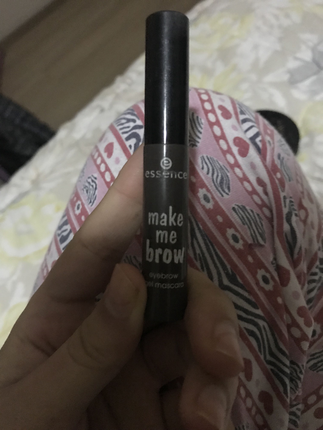 essence
make
me
brow
eyebrow
gel mascara